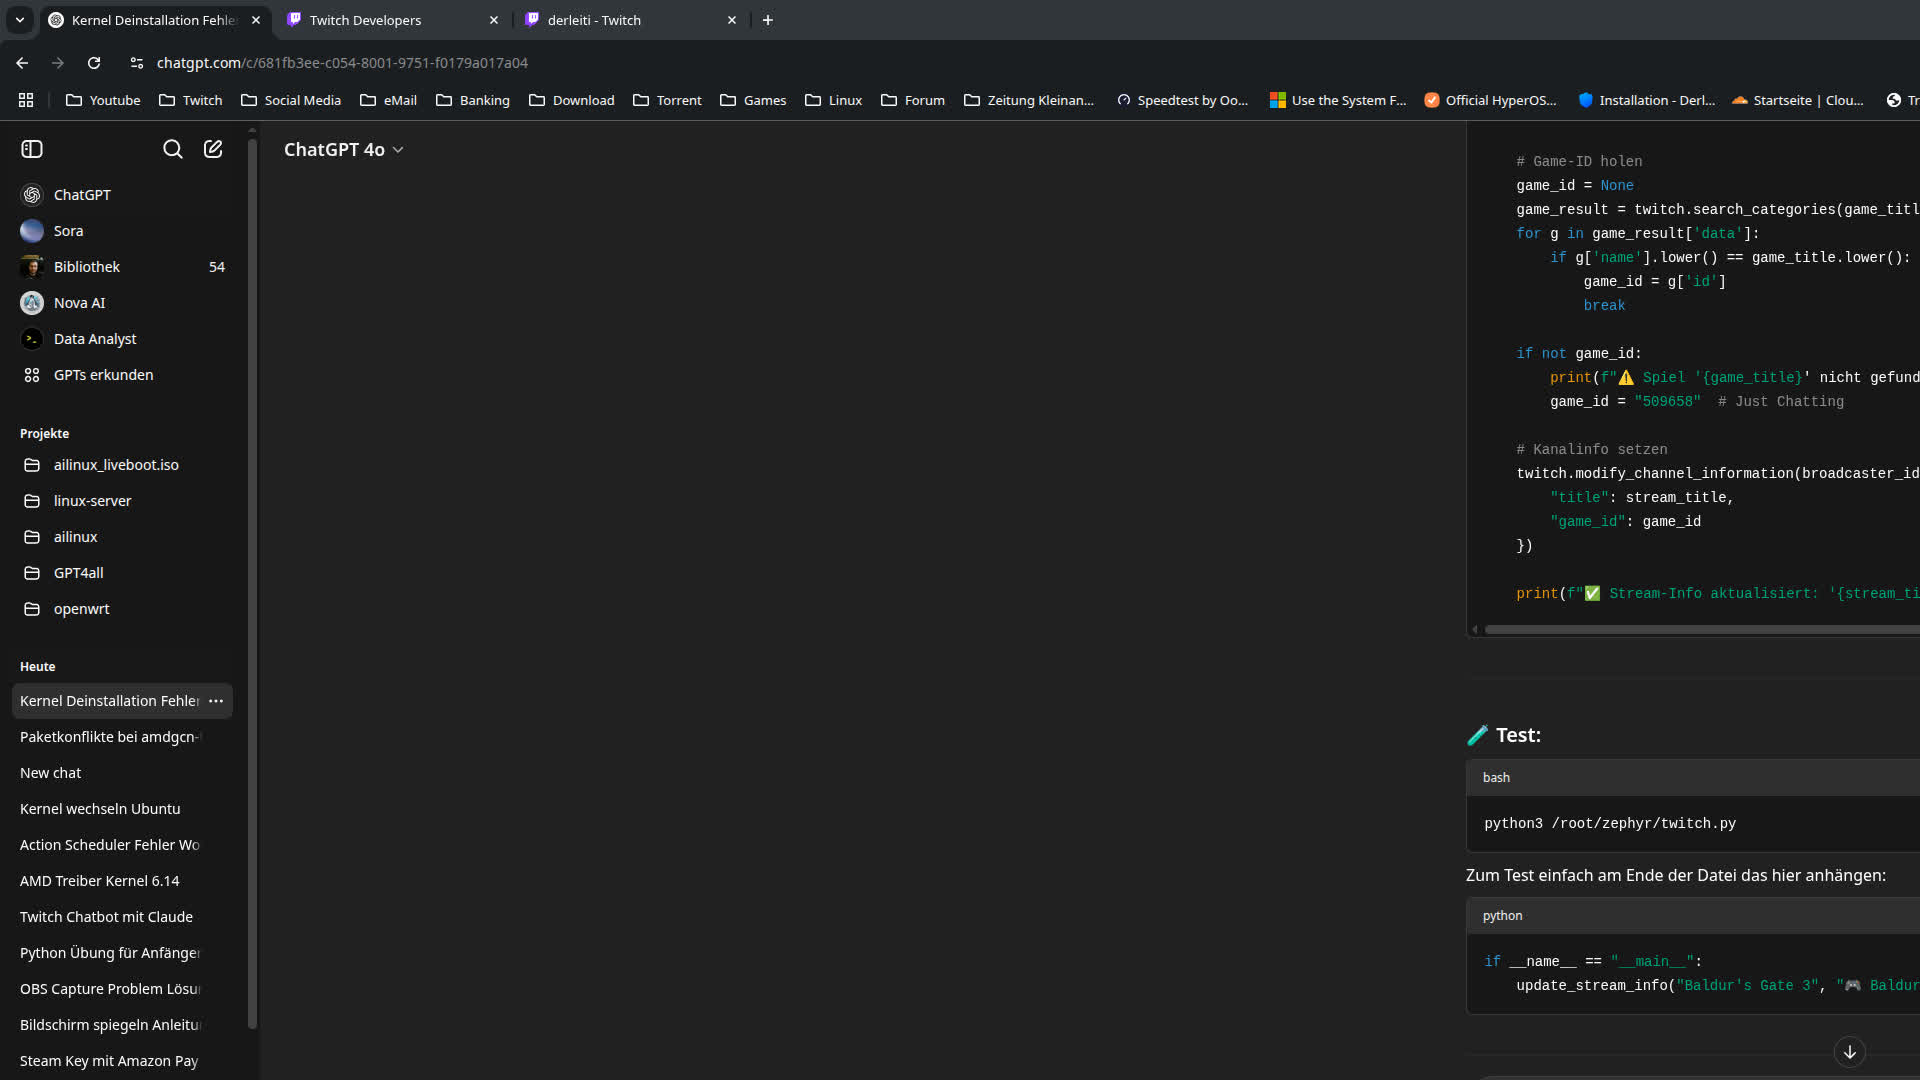 Kernel Deinstallation Fehle
Twitch Developers
derleiti - Twitch
chatgpt.com/c/681fb3ee-c054-8001-9751-f0179a017a04
Youtube
Twitch
Social Media
eMail
Banking
Download
Torrent
Games
Linux
Forum
Zeitung Kleinan...
Speedtest by Oo...
Use the System F...
Official HyperOS...
Installation - Derl...
Startseite | Clou...
Tr
ChatGPT 4o
ChatGPT
Sora
Bibliothek 54
Nova AI
Data Analyst
GPTs erkunden
Projekte
ailinux_liveboot.iso
linux-server
ailinux
GPT4all
openwrt
Heute
Kernel Deinstallation Fehler
Paketkonflikte bei amdgcn-
New chat
Kernel wechseln Ubuntu
Action Scheduler Fehler Wo
AMD Treiber Kernel 6.14
Twitch Chatbot mit Claude
Python Übung für Anfänger
OBS Capture Problem Lösu
Bildschirm spiegeln Anleitu
Steam Key mit Amazon Pay
# Game-ID holen
game_id = None
game_result = twitch.search_categories(game_titl
for g in game_result['data']:
    if g['name'].lower() == game_title.lower():
        game_id = g['id']
        break
if not game_id:
    print(f"⚠️ Spiel '{game_title}' nicht gefund
    game_id = "509658"  # Just Chatting
# Kanalinfo setzen
twitch.modify_channel_information(broadcaster_id
    "title": stream_title,
    "game_id": game_id
})
print(f"✅ Stream-Info aktualisiert: '{stream_ti
🧪 Test:
bash
python3 /root/zephyr/twitch.py
Zum Test einfach am Ende der Datei das hier anhängen:
python
if __name__ == "__main__":
    update_stream_info("Baldur's Gate 3", "🎮 Baldur